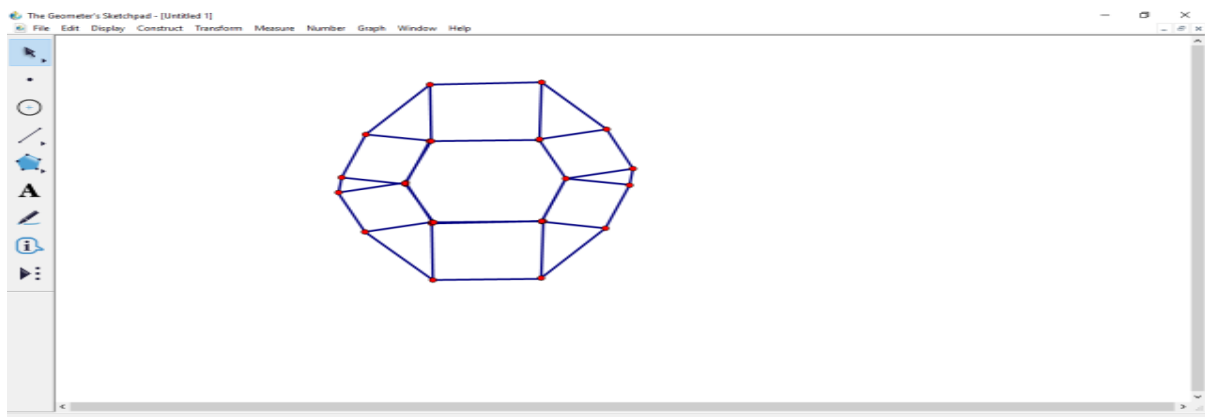 The Geometer's Sketchpad - [Untitled 1]
File Edit Display Construct Transform Measure Number Graph Window Help
A